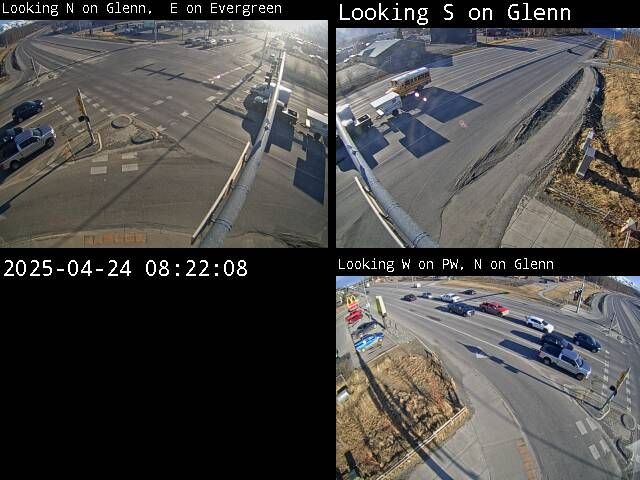 Looking N on Glenn,  E on Evergreen
Looking S on Glenn
2025-04-24 08:22:08
Looking W on PW, N on Glenn